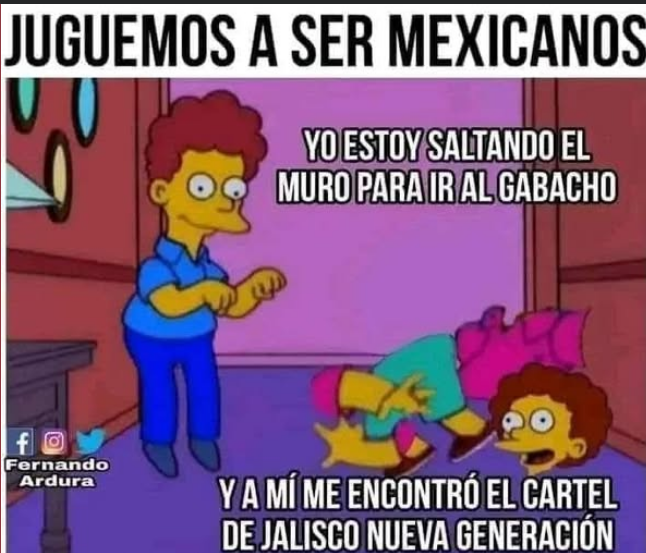 JUGUEMOS A SER MEXICANOS
YO ESTOY SALTANDO EL
MURO PARA IR AL GABACHO
Fernando
Ardura
Y A MÍ ME ENCONTRÓ EL CARTEL
DE JALISCO NUEVA GENERACIÓN